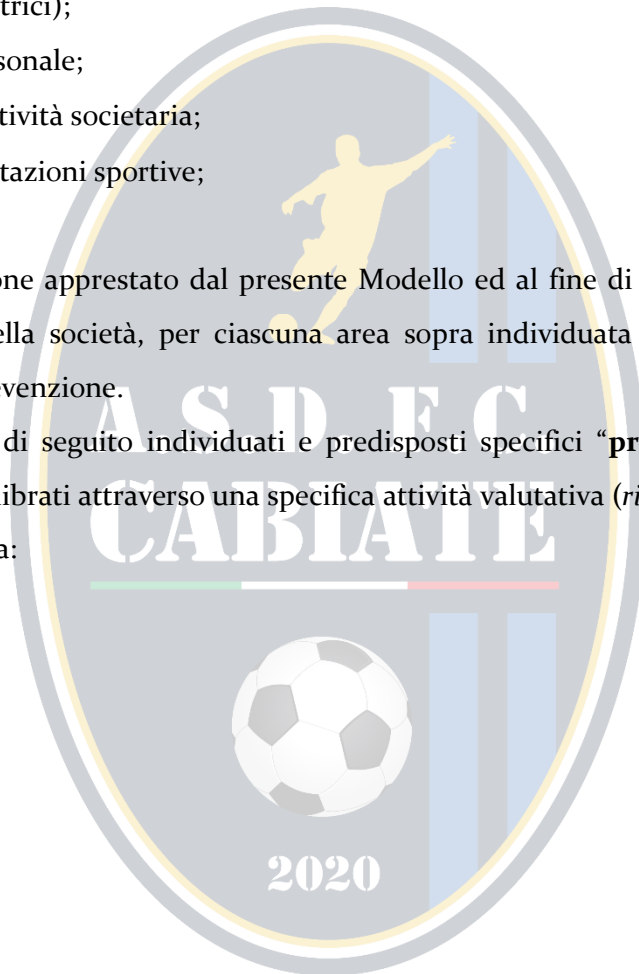 trici);
sonale;
tività societaria;
tazioni sportive;
one apprestato dal presente Modello ed al fine di
ella società, per ciascuna area sopra individuata
evenzione.
di seguito individuati e predisposti specifici “pr
librati attraverso una specifica attività valutativa (ri
a:
A S D F C
CABIATE
2020